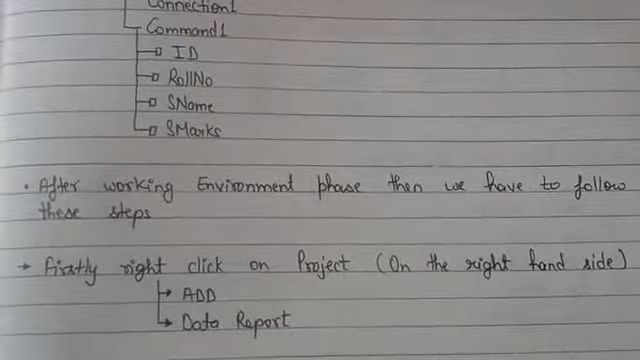 Connection1
Command1
ID
RollNo
SName
SMarks
• After working Environment phase then we have to follow
these steps
→ Firstly right click on Project (On the right hand side)
→ ADD
→ Data Report